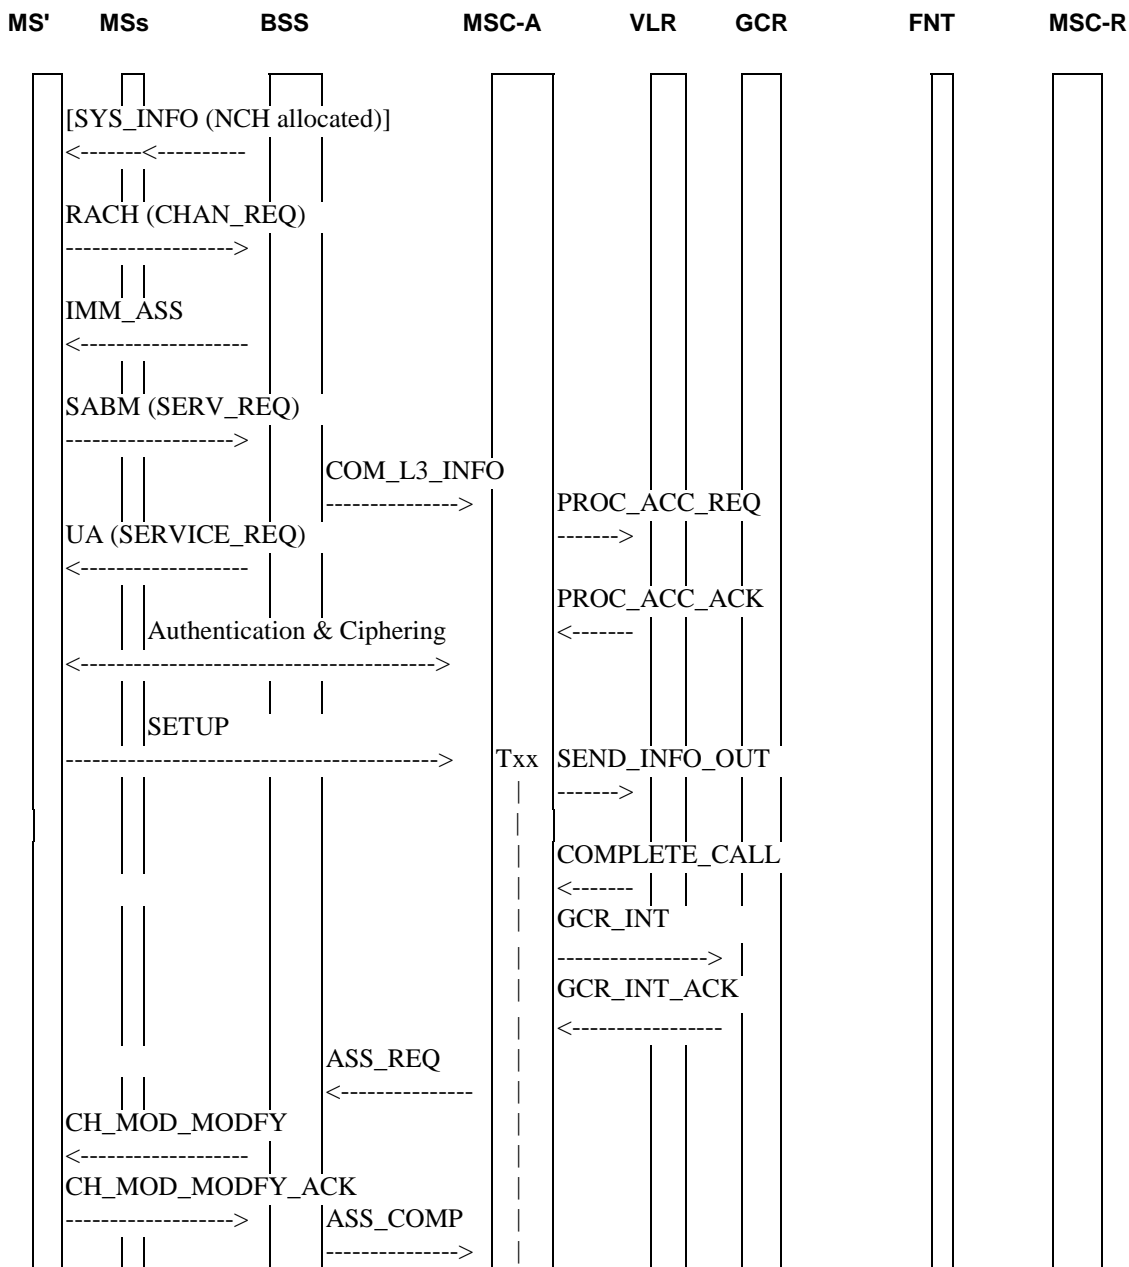 MS' MSs BSS MSC-A VLR GCR FNT MSC-R
[SYS_INFO (NCH allocated)]
<-------<----------
RACH (CHAN_REQ)
------------------->
IMM_ASS
<-------------------
SABM (SERV_REQ)
------------------->
COM_L3_INFO
---------------> PROC_ACC_REQ
UA (SERVICE_REQ) ------->
<-------------------
PROC_ACC_ACK
Authentication & Ciphering <-------
<---------------------------------------->
SETUP
------------------------------------------> Txx SEND_INFO_OUT
| ------->
|
| COMPLETE_CALL
| <-------
| GCR_INT
| ----------------->
| GCR_INT_ACK
| <-----------------
ASS_REQ |
<--------------- |
CH_MOD_MODFY |
<------------------- |
CH_MOD_MODFY_ACK |
-------------------> ASS_COMP |
---------------> |